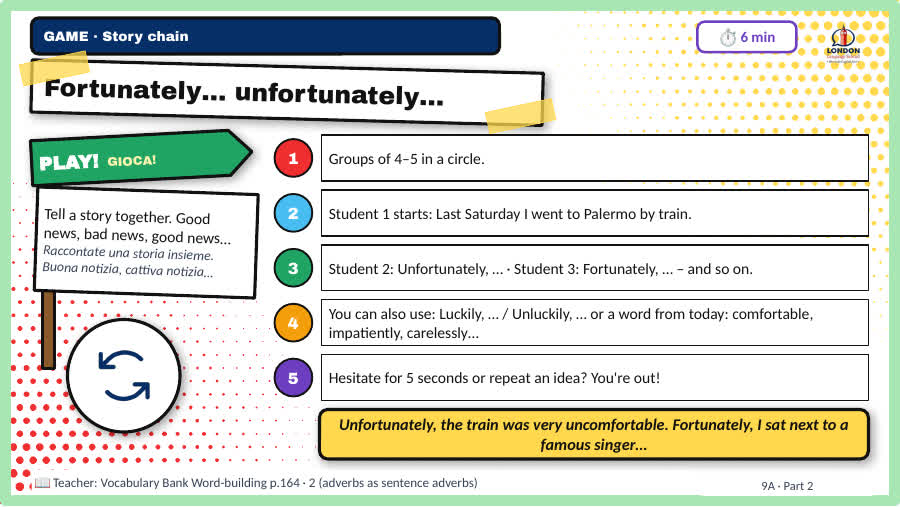 GAME · Story chain
⏱ 6 min
LONDON
Fortunately… unfortunately…
PLAY! GIOCA!
Tell a story together. Good
news, bad news, good news…
Raccontate una storia insieme.
Buona notizia, cattiva notizia…
1
Groups of 4–5 in a circle.
2
Student 1 starts: Last Saturday I went to Palermo by train.
3
Student 2: Unfortunately, … · Student 3: Fortunately, … – and so on.
4
You can also use: Luckily, … / Unluckily, … or a word from today: comfortable,
impatiently, carelessly…
5
Hesitate for 5 seconds or repeat an idea? You're out!
Unfortunately, the train was very uncomfortable. Fortunately, I sat next to a
famous singer…
📖 Teacher: Vocabulary Bank Word-building p.164 · 2 (adverbs as sentence adverbs)
9A · Part 2